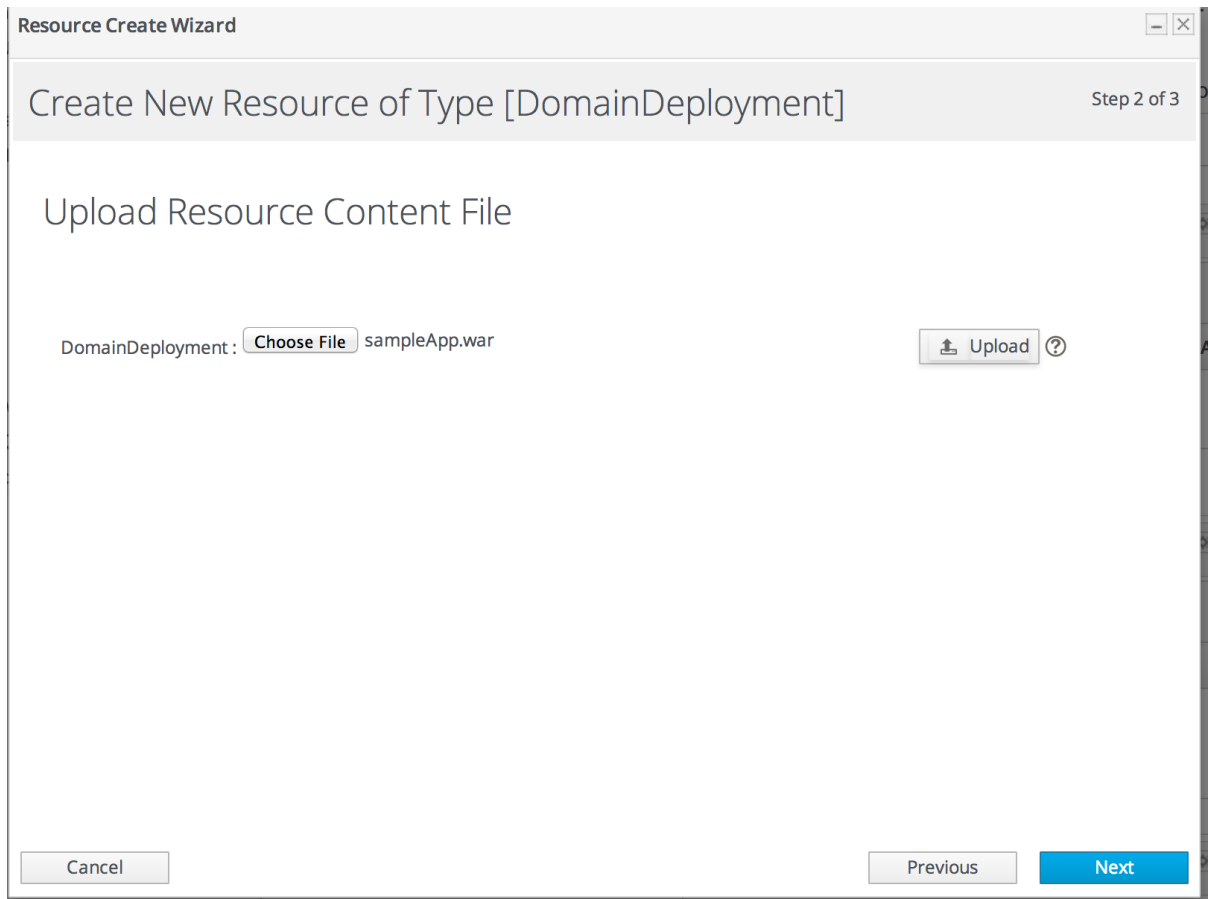 Resource Create Wizard
Create New Resource of Type [DomainDeployment]
Step 2 of 3
Upload Resource Content File
DomainDeployment : Choose File sampleApp.war
Upload
Cancel
Previous
Next